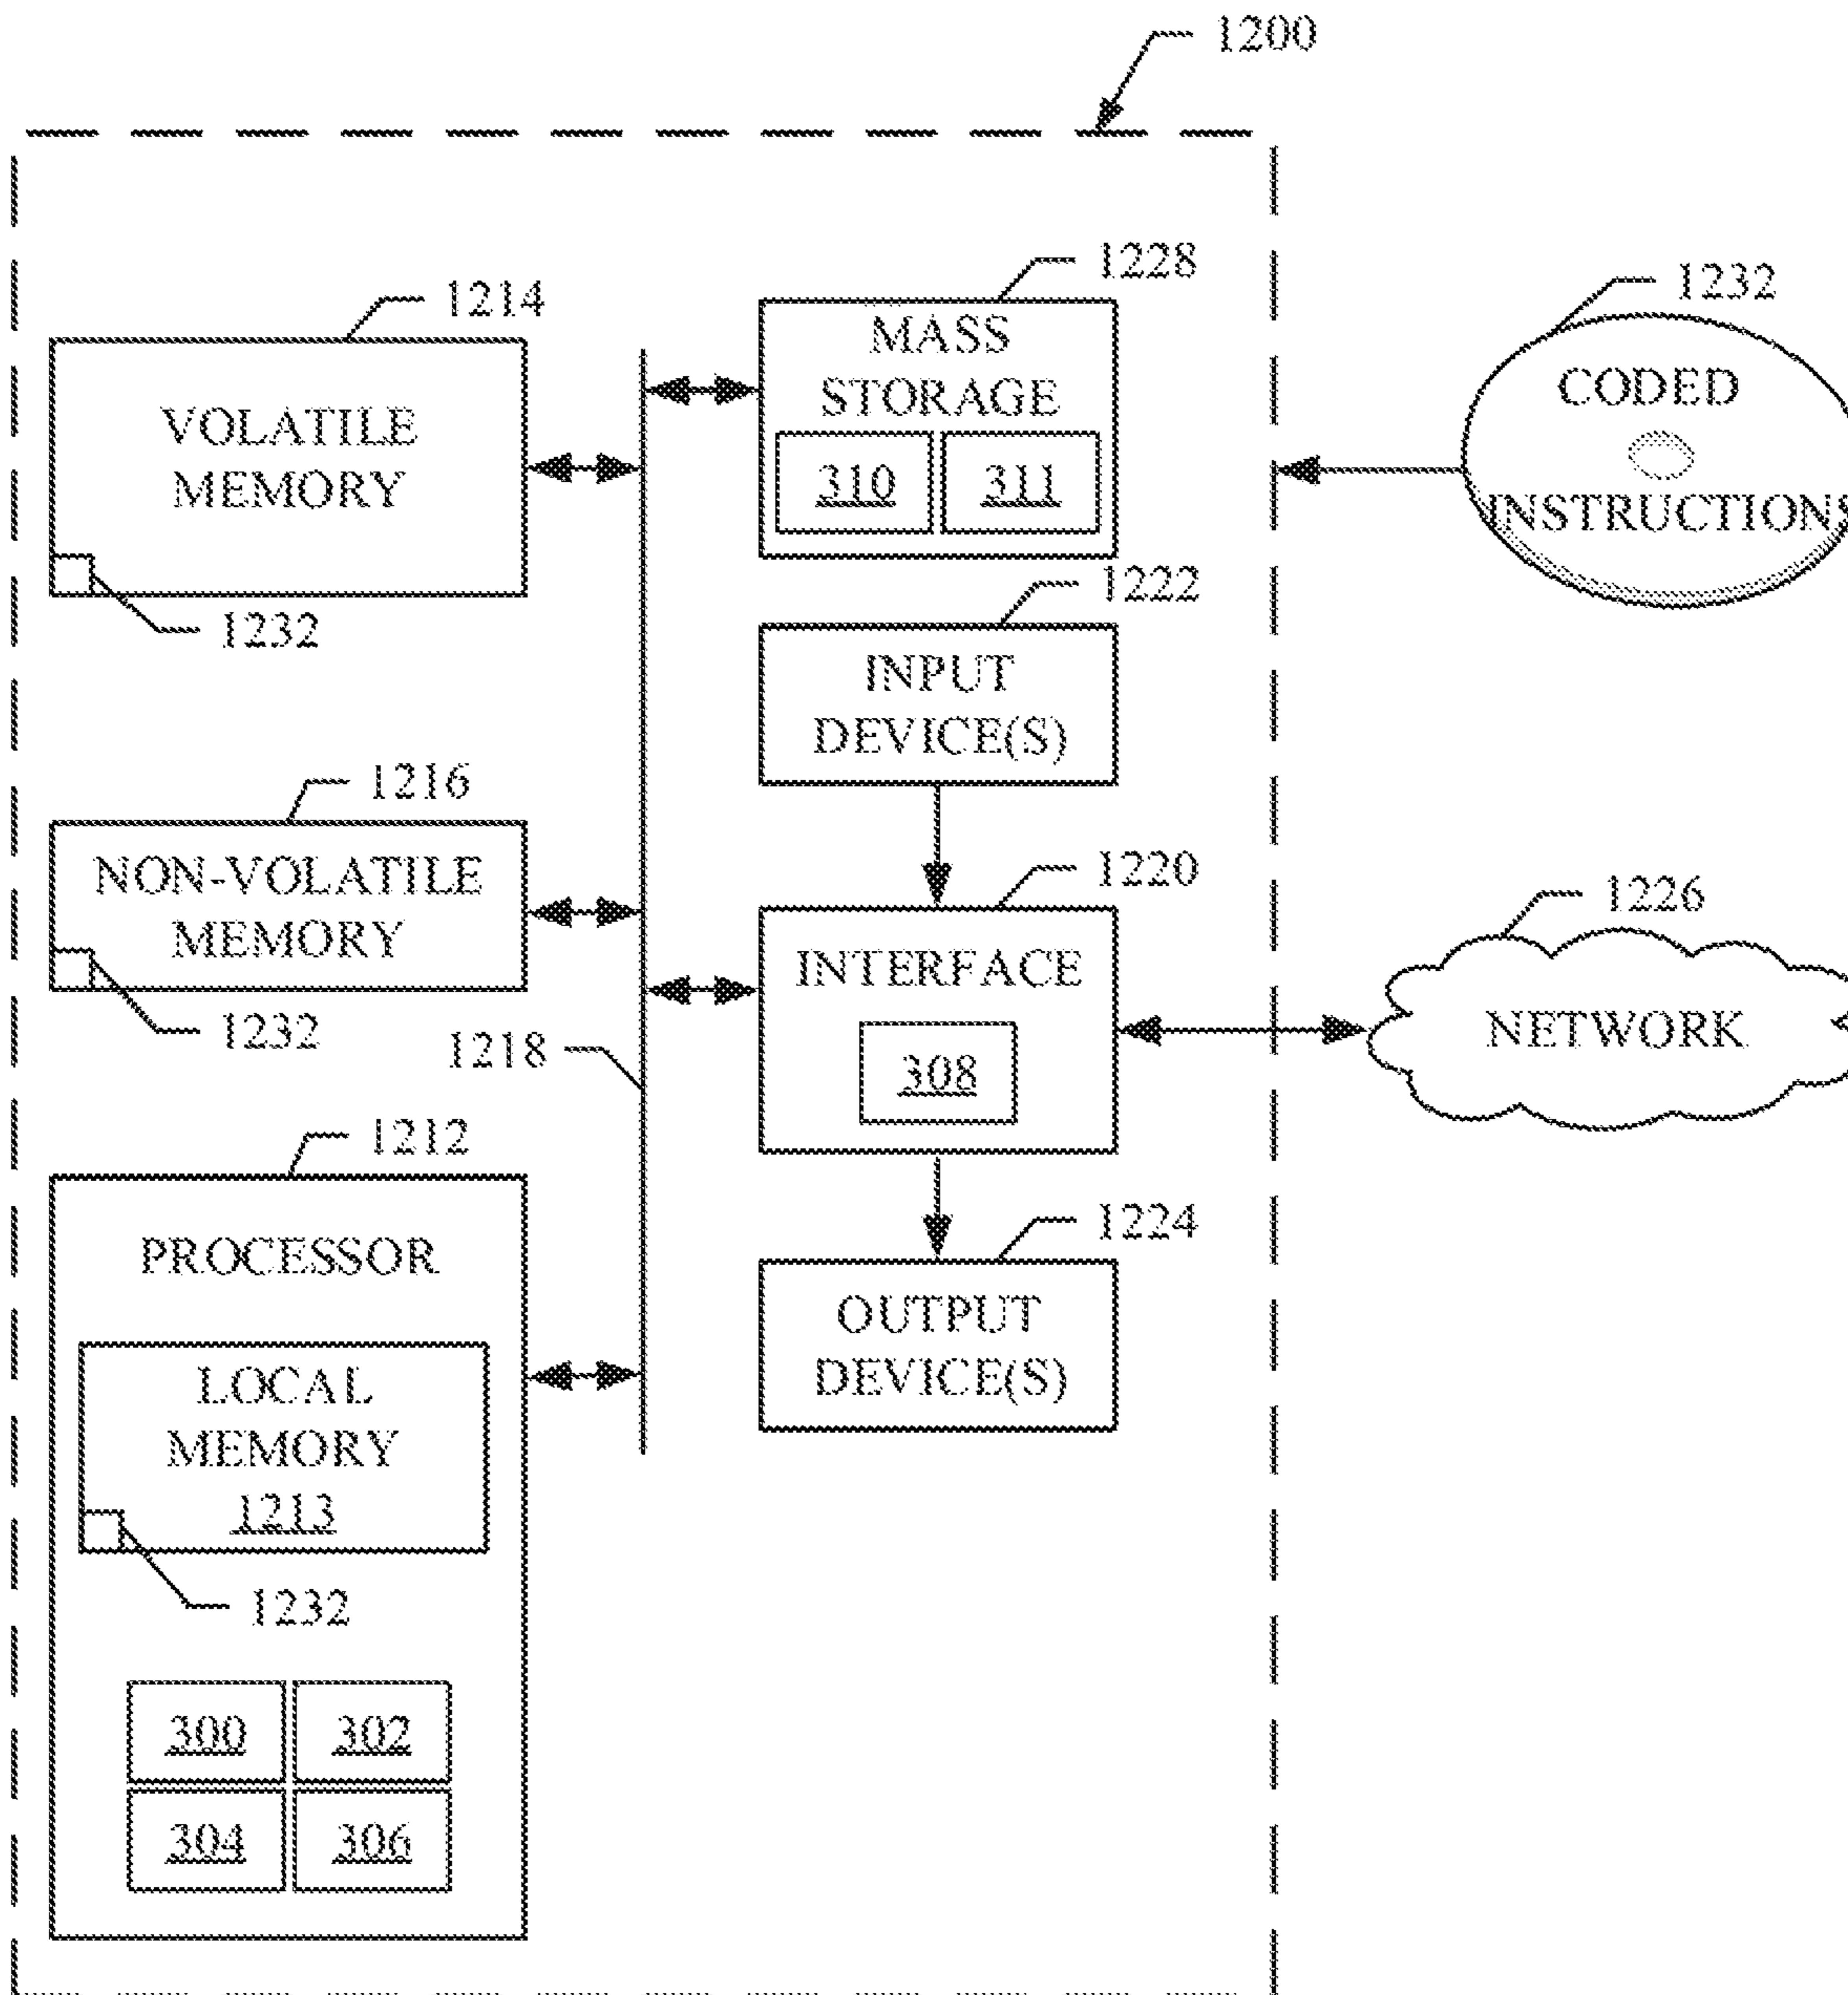 1200
1228
1214
MASS
STORAGE
310 311
VOLATILE
MEMORY
1232
1232
CODED
INSTRUCTIONS
1222
INPUT
DEVICE(S)
1216
NON-VOLATILE
MEMORY
1232
1218
1220
INTERFACE
308
1226
NETWORK
1212
PROCESSOR
LOCAL
MEMORY
1213
1232
300 302
304 306
1224
OUTPUT
DEVICE(S)